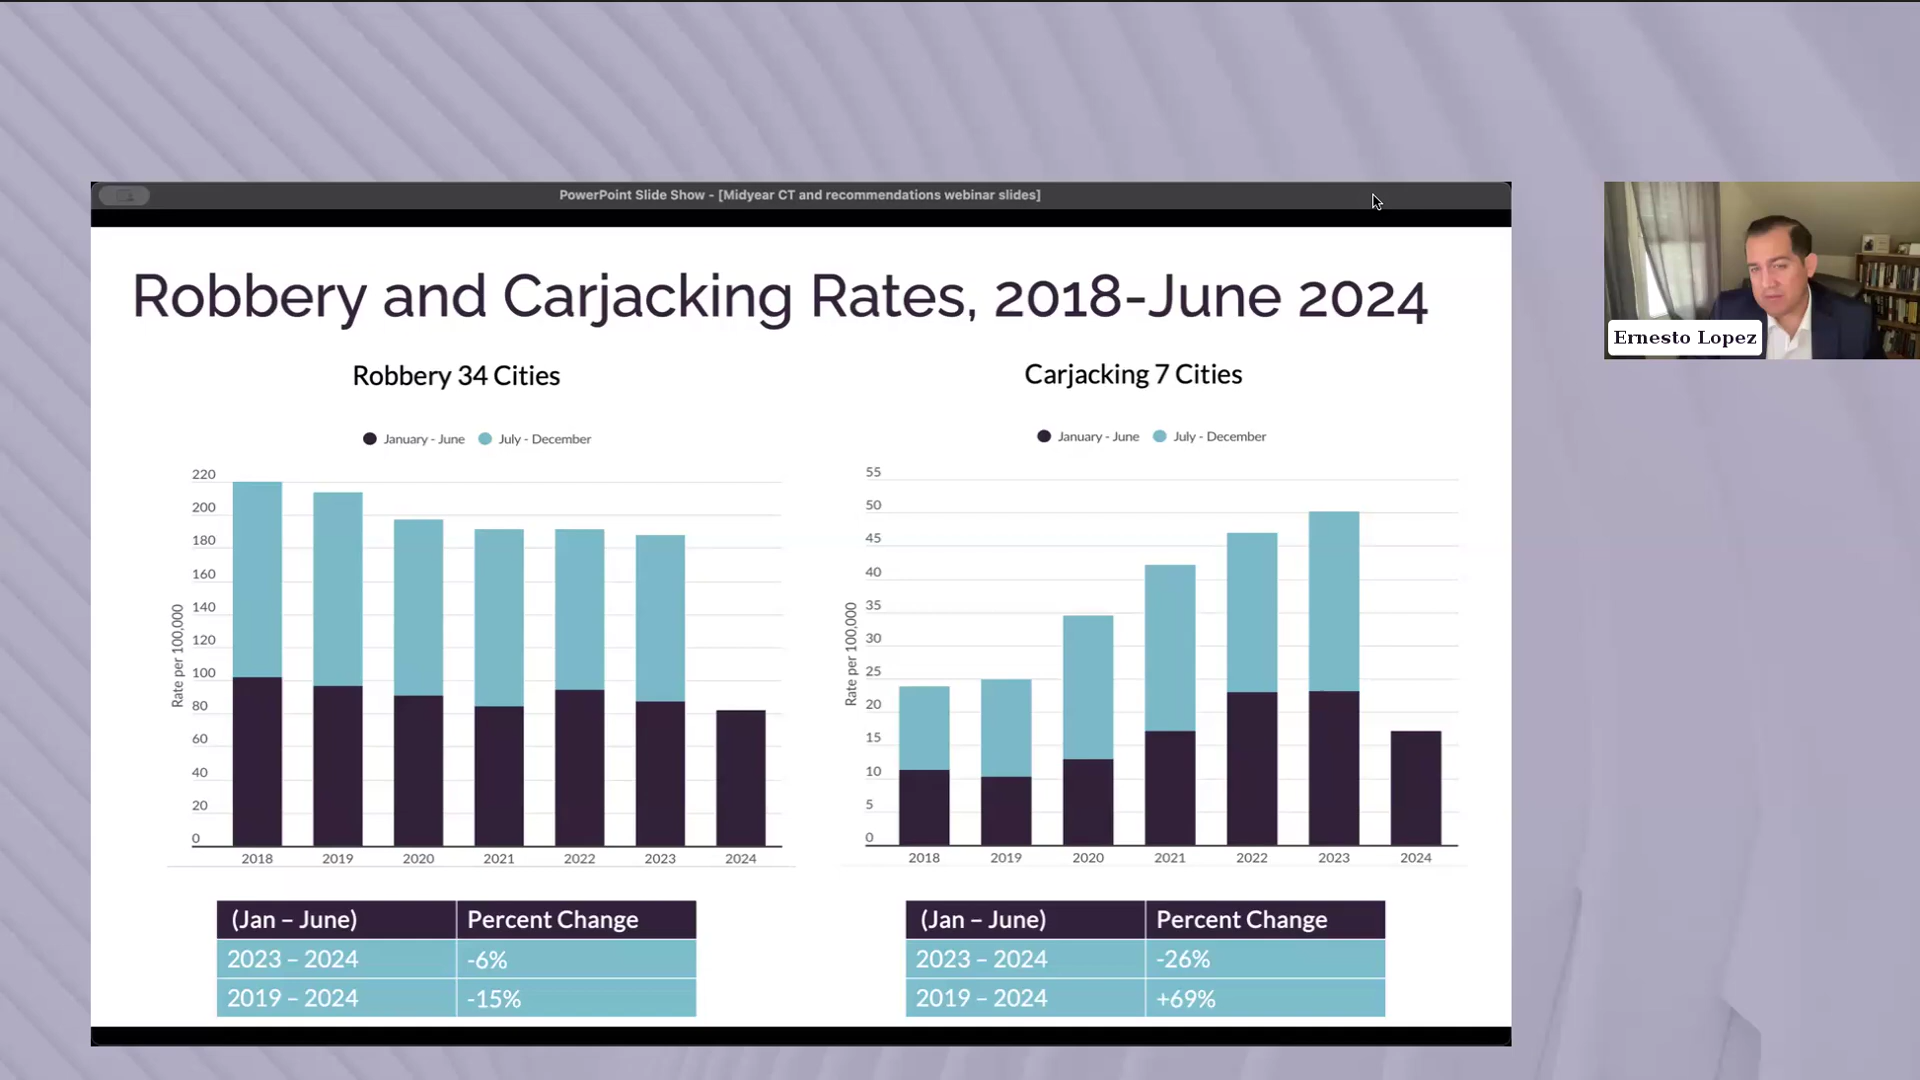 PowerPoint Slide Show - [Midyear CT and recommendations webinar slides]
Robbery and Carjacking Rates, 2018-June 2024
Robbery 34 Cities
January - June July - December
220
200
180
160
140
120
100
80
60
40
20
0
Rate per 100,000
2018 2019 2020 2021 2022 2023 2024
(Jan – June) Percent Change
2023 – 2024 -6%
2019 – 2024 -15%
Carjacking 7 Cities
January - June July - December
55
50
45
40
35
30
25
20
15
10
5
0
Rate per 100,000
2018 2019 2020 2021 2022 2023 2024
(Jan – June) Percent Change
2023 – 2024 -26%
2019 – 2024 +69%
Ernesto Lopez